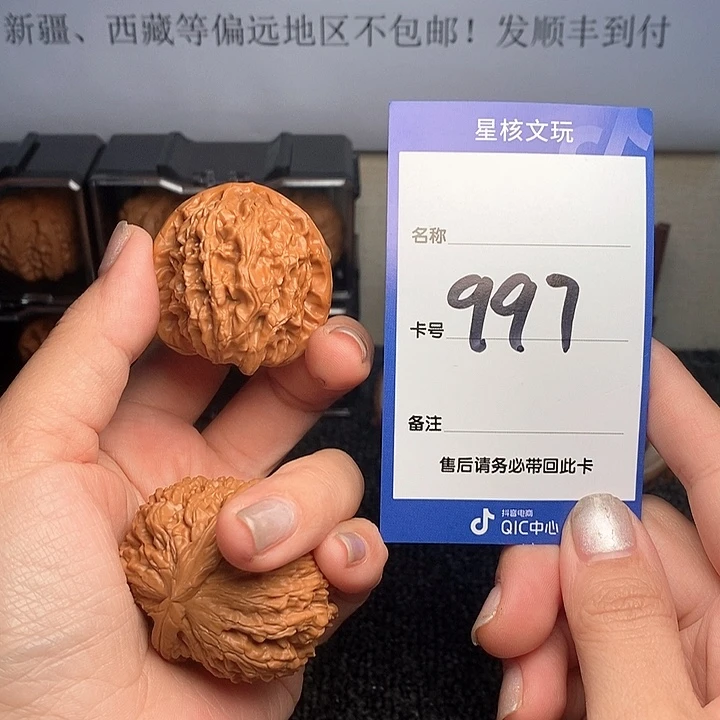 新疆、西藏等偏远地区不包邮！发顺丰到付
星核文玩
名称
卡号 997
备注
售后请务必带回此卡
抖音电商
QIC中心